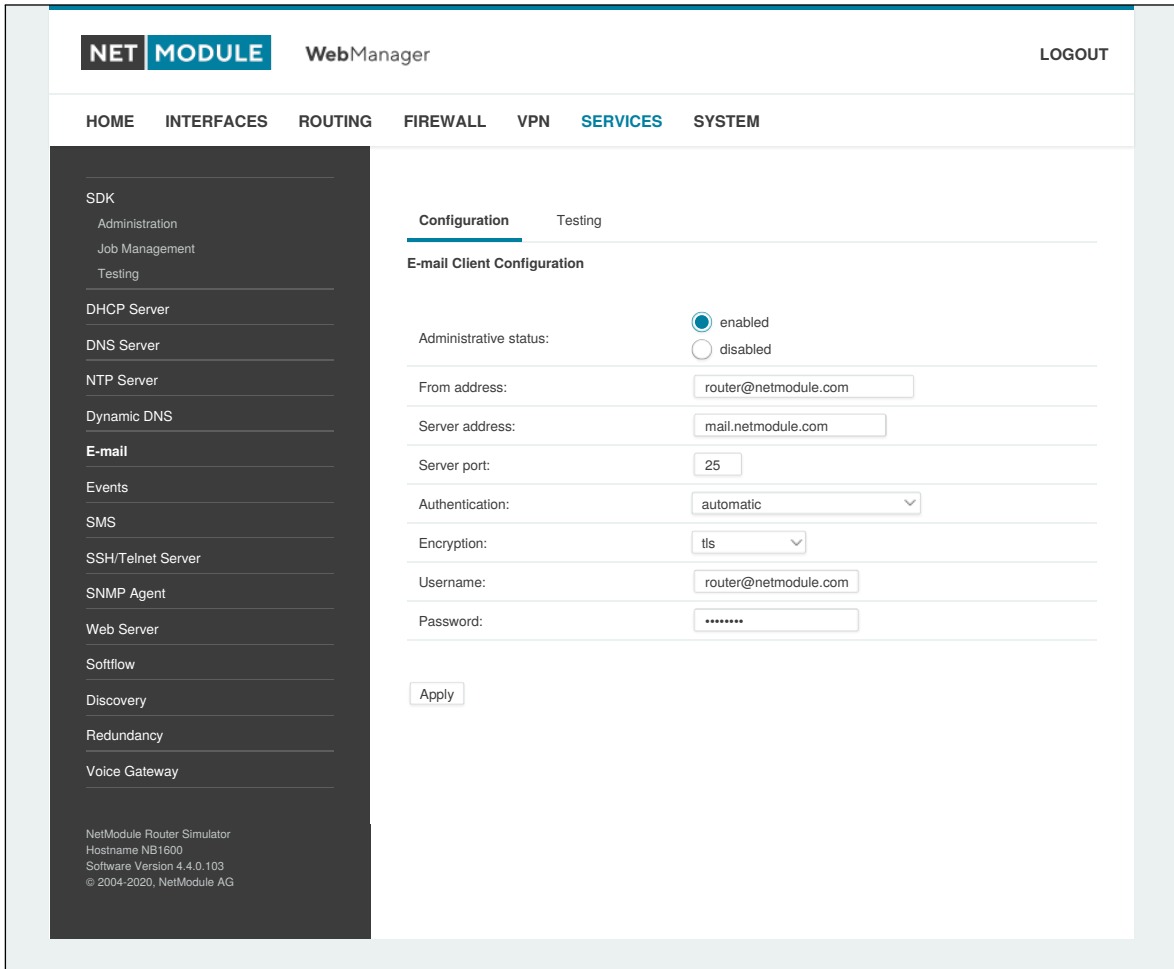 NET MODULE WebManager LOGOUT
HOME INTERFACES ROUTING FIREWALL VPN SERVICES SYSTEM
SDK
Administration
Job Management
Testing
DHCP Server
DNS Server
NTP Server
Dynamic DNS
E-mail
Events
SMS
SSH/Telnet Server
SNMP Agent
Web Server
Softflow
Discovery
Redundancy
Voice Gateway
NetModule Router Simulator
Hostname NB1600
Software Version 4.4.0.103
© 2004-2020, NetModule AG
Configuration Testing
E-mail Client Configuration
Administrative status: enabled
disabled
From address: router@netmodule.com
Server address: mail.netmodule.com
Server port: 25
Authentication: automatic
Encryption: tls
Username: router@netmodule.com
Password: ••••••••
Apply